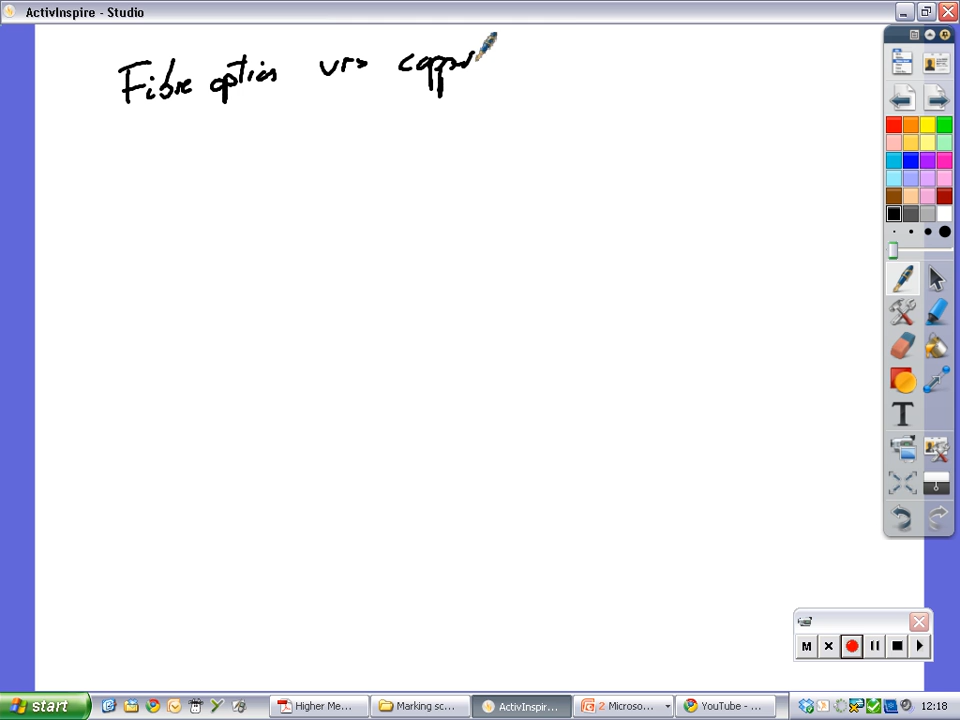 ActivInspire - Studio
Fibre optics vrs copper
M
start
Higher Me...
Marking sc...
ActivInspir...
2 Microso...
YouTube - ...
12:18